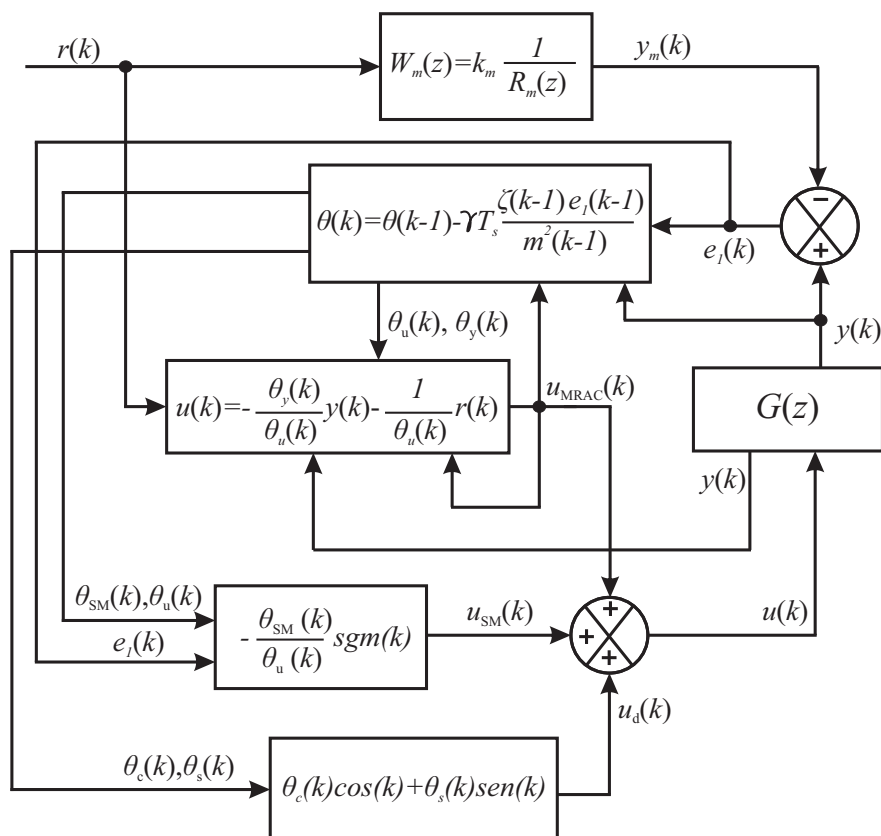 r(k)
W_m(z)=k_m 1/R_m(z)
y_m(k)
θ(k)=θ(k-1)-γT_s ζ(k-1)e_1(k-1)/m²(k-1)
−
+
e_1(k)
y(k)
θ_u(k), θ_y(k)
u(k)=-θ_y(k)/θ_u(k) y(k)-1/θ_u(k) r(k)
u_MRAC(k)
G(z)
y(k)
θ_SM(k),θ_u(k)
e_1(k)
-θ_SM(k)/θ_u(k) sgm(k)
u_SM(k)
+
+
+
u(k)
u_d(k)
θ_c(k),θ_s(k)
θ_c(k)cos(k)+θ_s(k)sen(k)